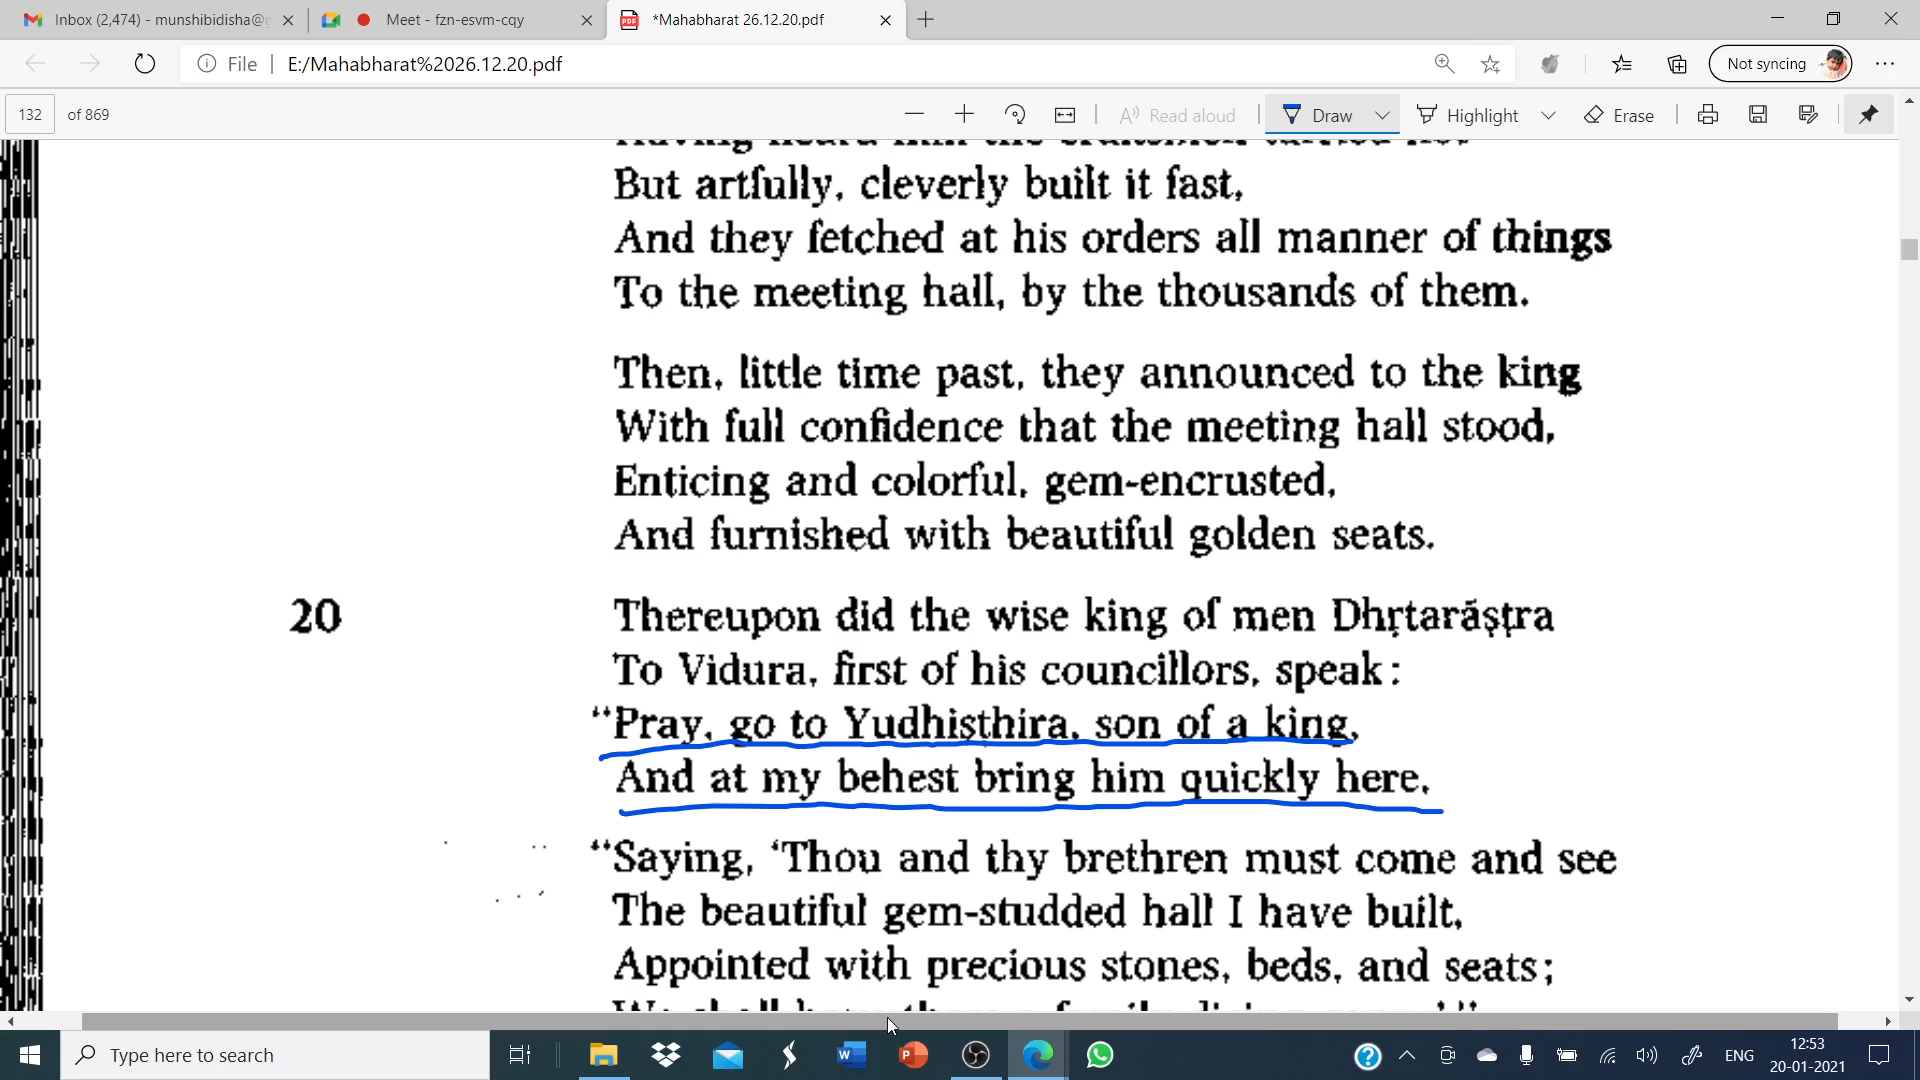 Inbox (2,474) - munshibidisha@g
Meet - fzn-esvm-cqy
*Mahabharat 26.12.20.pdf
File
E:/Mahabharat%2026.12.20.pdf
Not syncing
132 of 869
Read aloud
Draw
Highlight
Erase
Having heard him the
But artfully, cleverly built it fast,
And they fetched at his orders all manner of things
To the meeting hall, by the thousands of them.
Then, little time past, they announced to the king
With full confidence that the meeting hall stood,
Enticing and colorful, gem-encrusted,
And furnished with beautiful golden seats.
20 Thereupon did the wise king of men Dhṛtarāṣṭra
To Vidura, first of his councillors, speak:
"Pray, go to Yudhiṣṭhira, son of a king,
And at my behest bring him quickly here,
"Saying, 'Thou and thy brethren must come and see
The beautiful gem-studded hall I have built,
Appointed with precious stones, beds, and seats;
Type here to search
ENG
12:53
20-01-2021